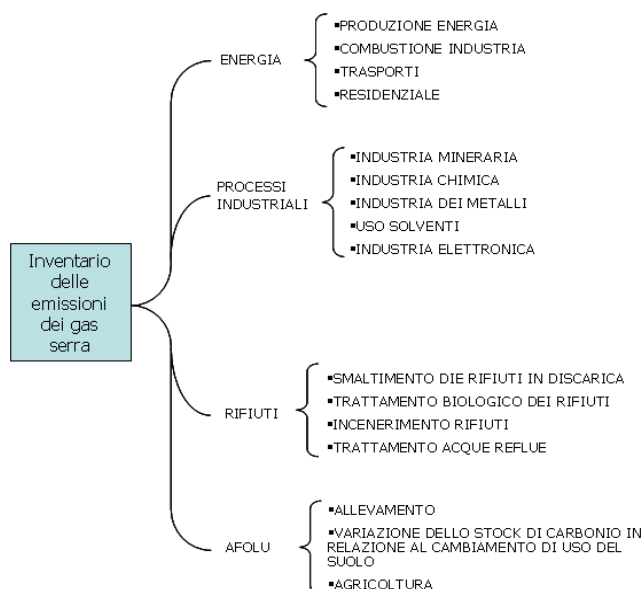 Inventario
delle
emissioni
dei gas
serra
ENERGIA
▪PRODUZIONE ENERGIA
▪COMBUSTIONE INDUSTRIA
▪TRASPORTI
▪RESIDENZIALE
PROCESSI
INDUSTRIALI
▪INDUSTRIA MINERARIA
▪INDUSTRIA CHIMICA
▪INDUSTRIA DEI METALLI
▪USO SOLVENTI
▪INDUSTRIA ELETTRONICA
RIFIUTI
▪SMALTIMENTO DIE RIFIUTI IN DISCARICA
▪TRATTAMENTO BIOLOGICO DEI RIFIUTI
▪INCENERIMENTO RIFIUTI
▪TRATTAMENTO ACQUE REFLUE
AFOLU
▪ALLEVAMENTO
▪VARIAZIONE DELLO STOCK DI CARBONIO IN
RELAZIONE AL CAMBIAMENTO DI USO DEL
SUOLO
▪AGRICOLTURA